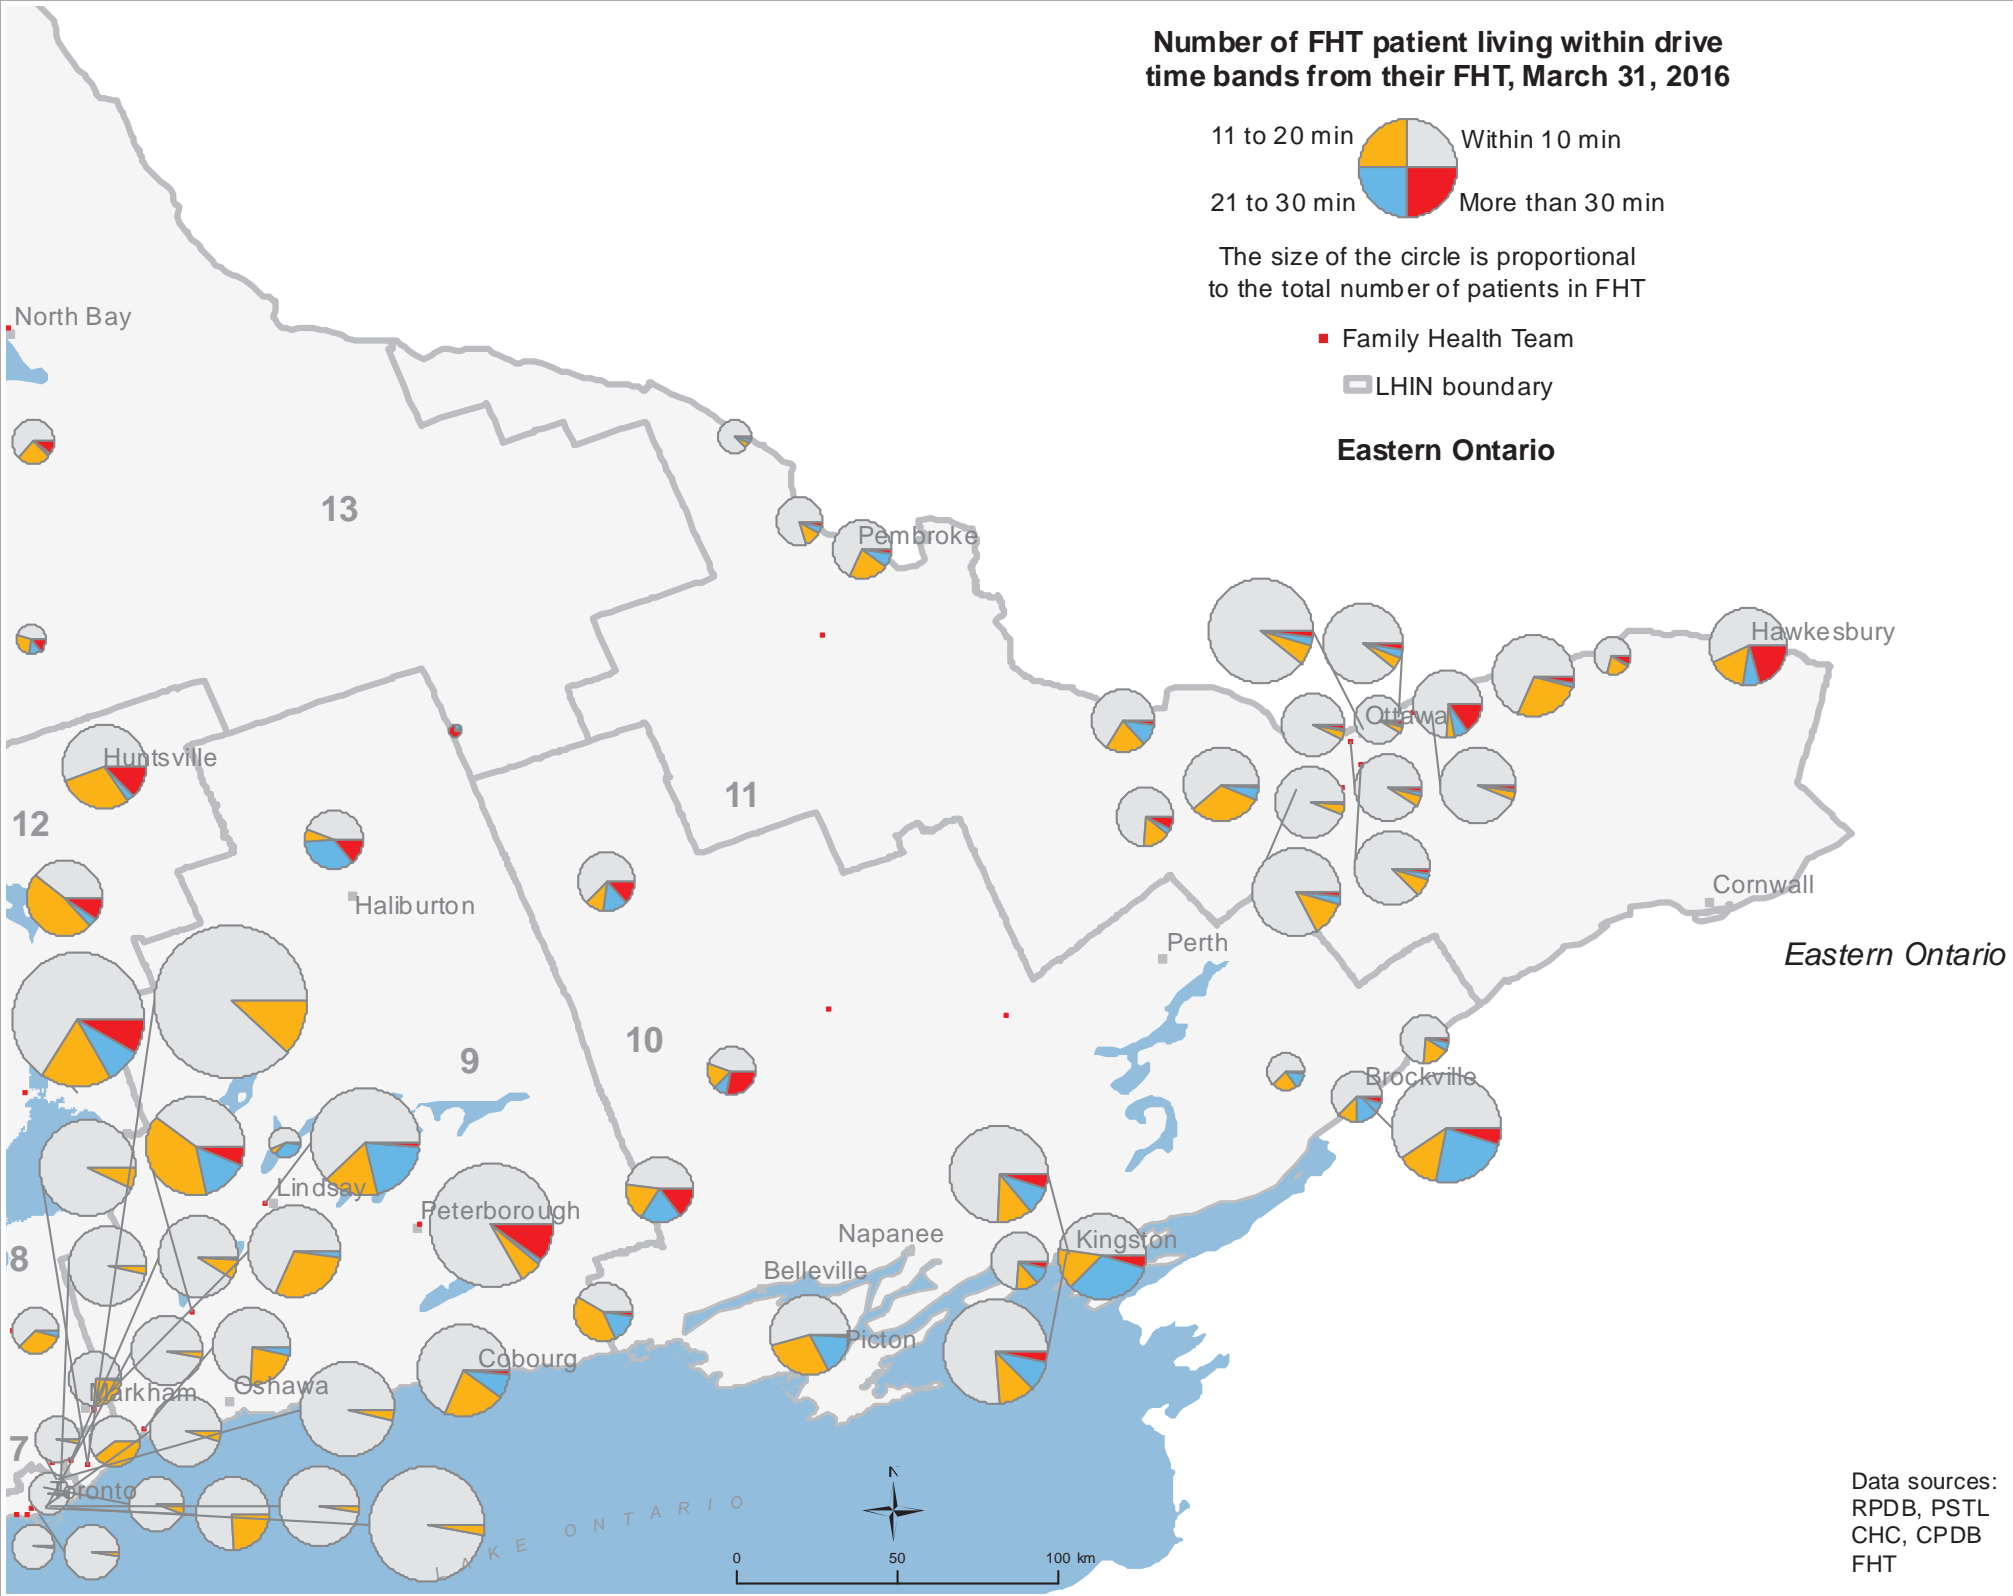 Number of FHT patient living within drive
time bands from their FHT, March 31, 2016
11 to 20 min
Within 10 min
21 to 30 min
More than 30 min
The size of the circle is proportional
to the total number of patients in FHT
Family Health Team
LHIN boundary
Eastern Ontario
North Bay
13
Pembroke
Hawkesbury
Ottawa
Huntsville
11
12
Haliburton
Cornwall
Perth
Eastern Ontario
10
9
Brockville
Lindsay
Peterborough
Napanee
Kingston
8
Belleville
Picton
Cobourg
Oshawa
Markham
7
Toronto
LAKE ONTARIO
N
0 50 100 km
Data sources:
RPDB, PSTL
CHC, CPDB
FHT